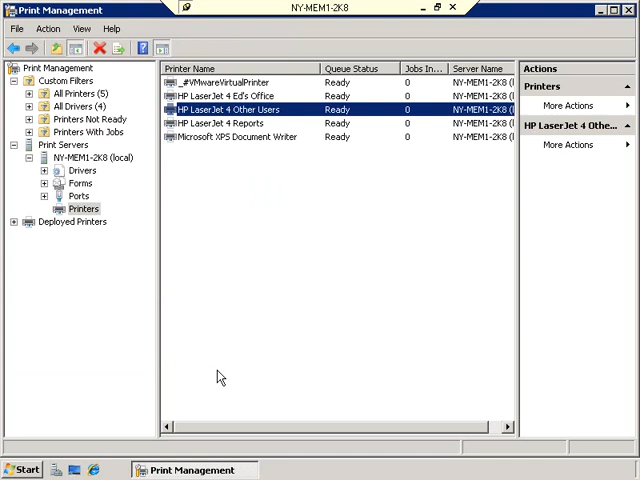 Print Management
NY-MEM1-2K8
File Action View Help
Print Management
Custom Filters
All Printers (5)
All Drivers (4)
Printers Not Ready
Printers With Jobs
Print Servers
NY-MEM1-2K8 (local)
Drivers
Forms
Ports
Printers
Deployed Printers
Printer Name Queue Status Jobs In... Server Name
_#VMwareVirtualPrinter Ready 0 NY-MEM1-2K8 (l
HP LaserJet 4 Ed's Office Ready 0 NY-MEM1-2K8 (l
HP LaserJet 4 Other Users Ready 0 NY-MEM1-2K8 (l
HP LaserJet 4 Reports Ready 0 NY-MEM1-2K8 (l
Microsoft XPS Document Writer Ready 0 NY-MEM1-2K8 (l
Actions
Printers
More Actions
HP LaserJet 4 Othe...
More Actions
Start Print Management